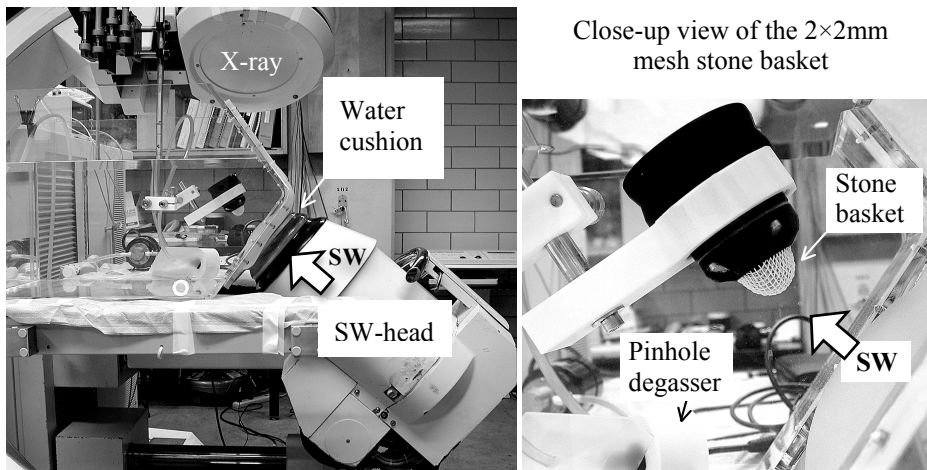 X-ray
Water
cushion
SW
SW-head
Close-up view of the 2×2mm
mesh stone basket
Stone
basket
Pinhole
degasser
SW